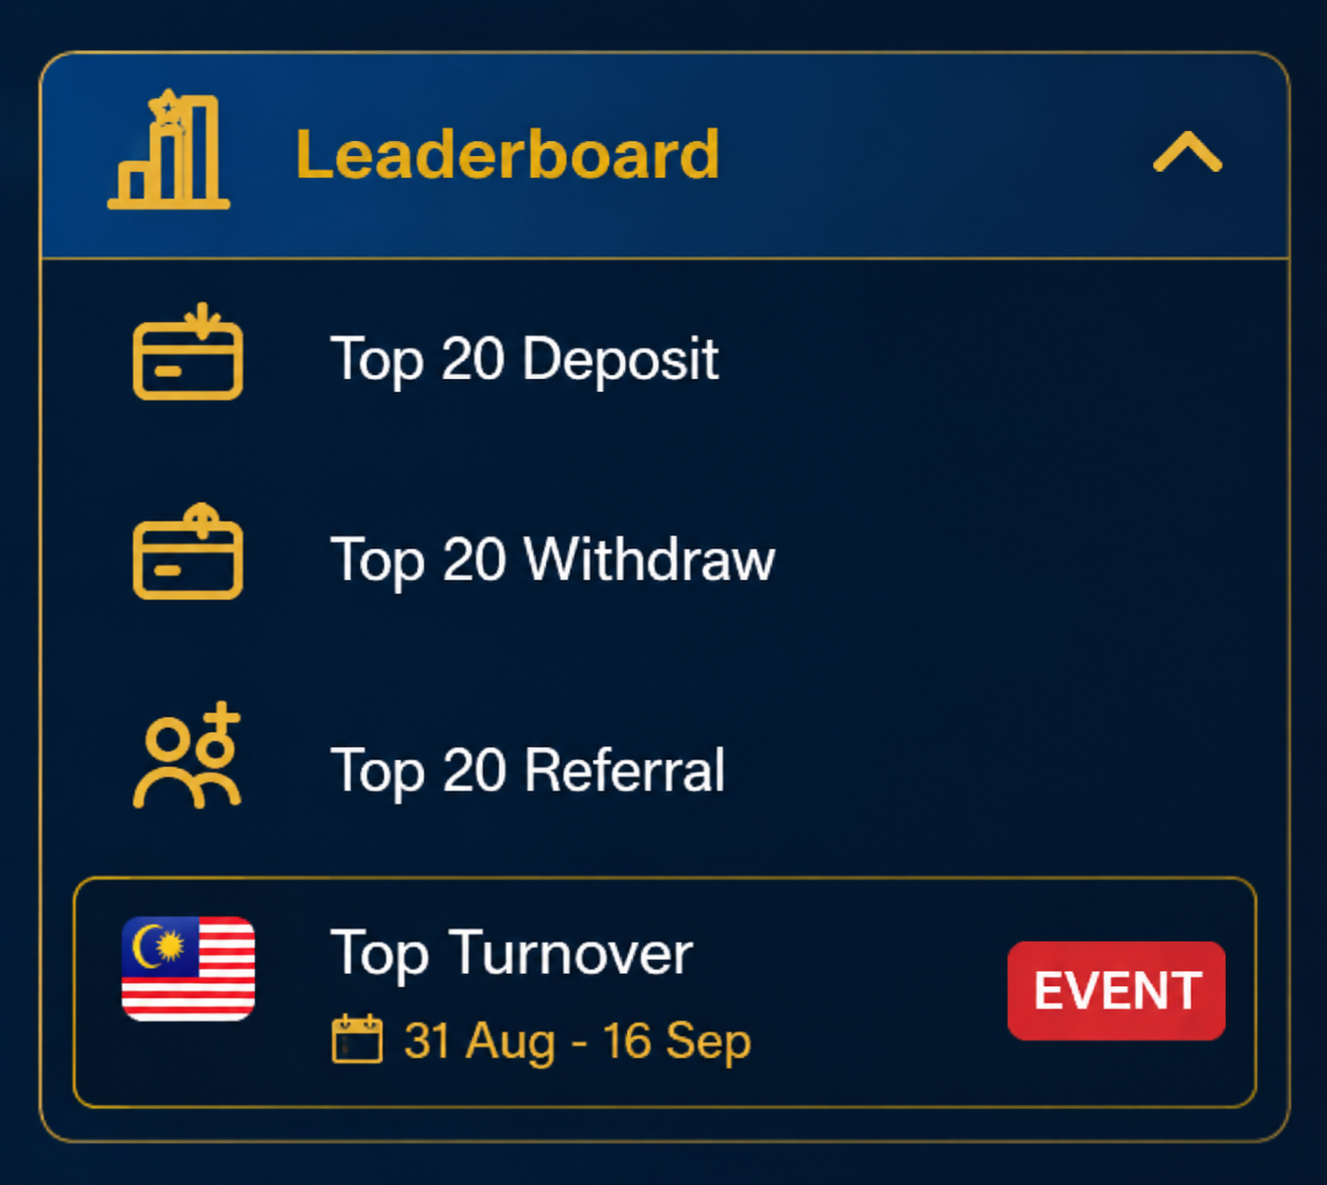 Leaderboard
Top 20 Deposit
Top 20 Withdraw
Top 20 Referral
Top Turnover
31 Aug - 16 Sep
EVENT